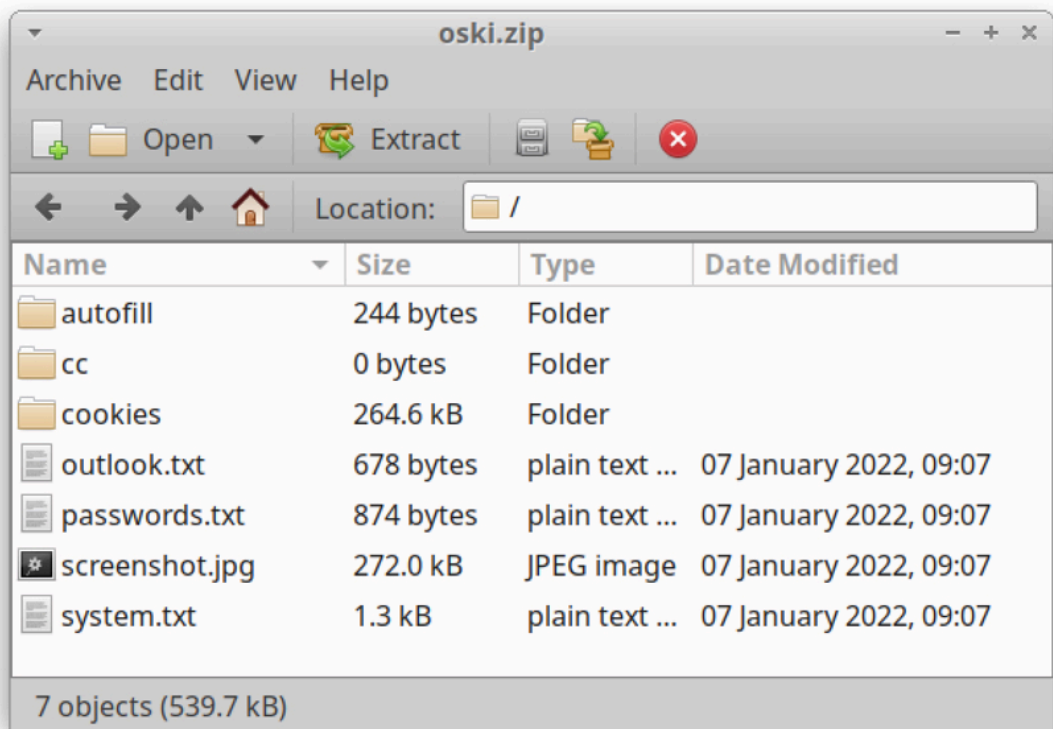 oski.zip
Archive Edit View Help
Open Extract
Location: /
Name Size Type Date Modified
autofill 244 bytes Folder
cc 0 bytes Folder
cookies 264.6 kB Folder
outlook.txt 678 bytes plain text ... 07 January 2022, 09:07
passwords.txt 874 bytes plain text ... 07 January 2022, 09:07
screenshot.jpg 272.0 kB JPEG image 07 January 2022, 09:07
system.txt 1.3 kB plain text ... 07 January 2022, 09:07
7 objects (539.7 kB)